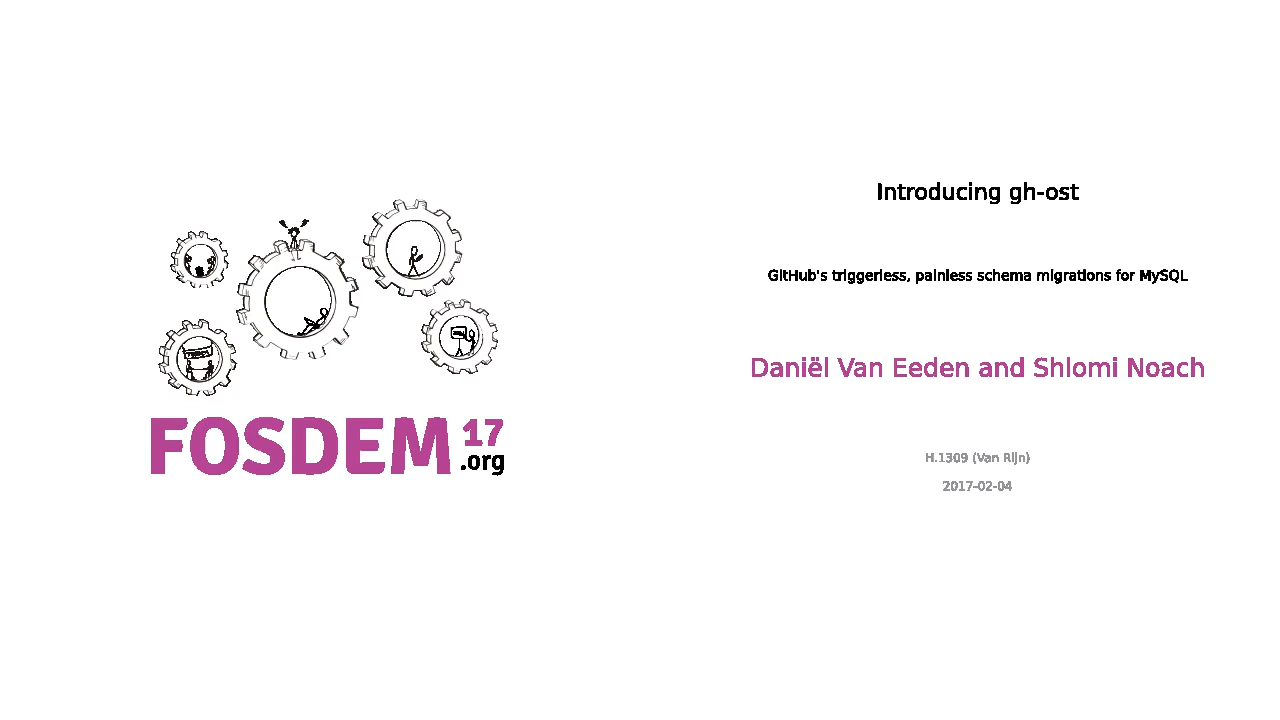 FOSDEM 17
.org
Introducing gh-ost
GitHub's triggerless, painless schema migrations for MySQL
Daniël Van Eeden and Shlomi Noach
H.1309 (Van Rijn)
2017-02-04